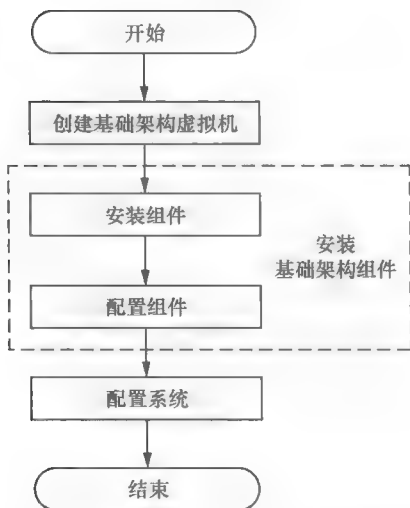 开始
创建基础架构虚拟机
安装组件
安装
基础架构组件
配置组件
配置系统
结束